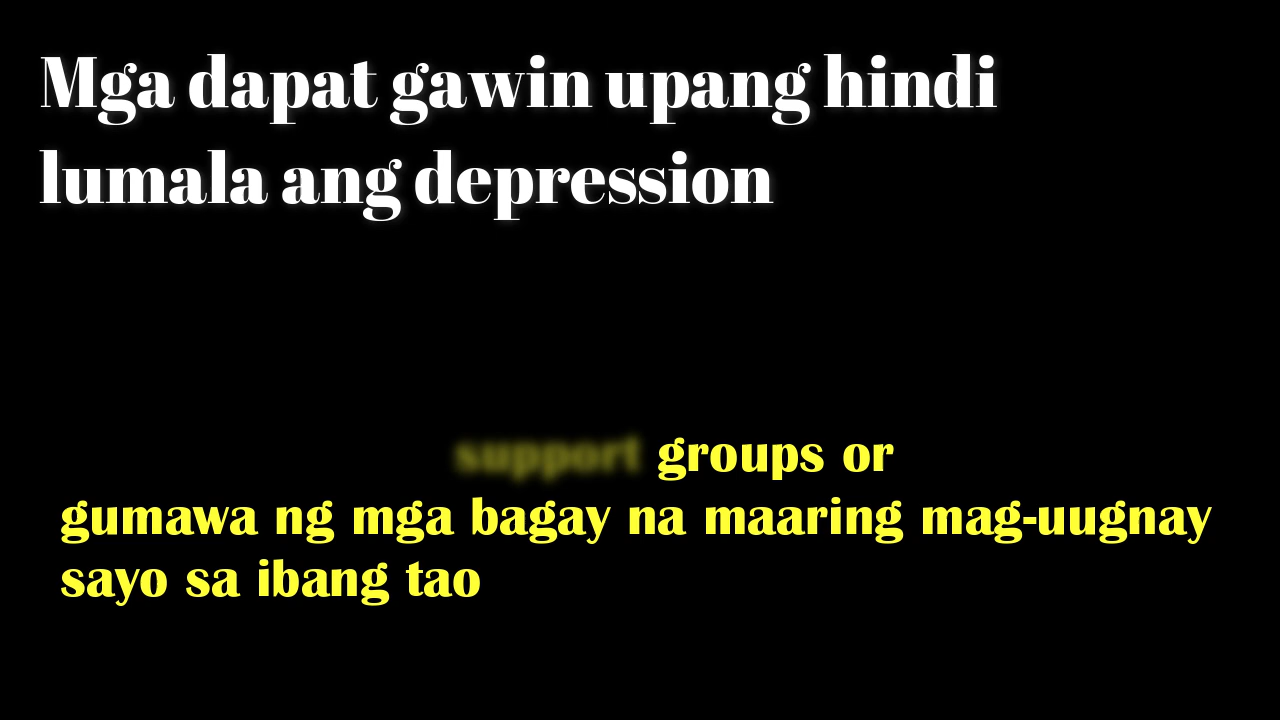 Mga dapat gawin upang hindi
lumala ang depression
support groups or
gumawa ng mga bagay na maaring mag-uugnay
sayo sa ibang tao